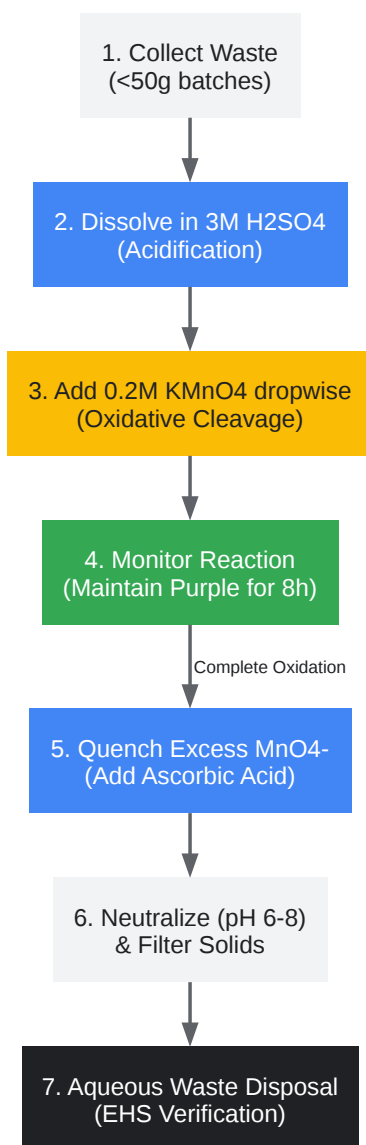 1. Collect Waste
(<50g batches)
2. Dissolve in 3M H2SO4
(Acidification)
3. Add 0.2M KMnO4 dropwise
(Oxidative Cleavage)
4. Monitor Reaction
(Maintain Purple for 8h)
Complete Oxidation
5. Quench Excess MnO4-
(Add Ascorbic Acid)
6. Neutralize (pH 6-8)
& Filter Solids
7. Aqueous Waste Disposal
(EHS Verification)